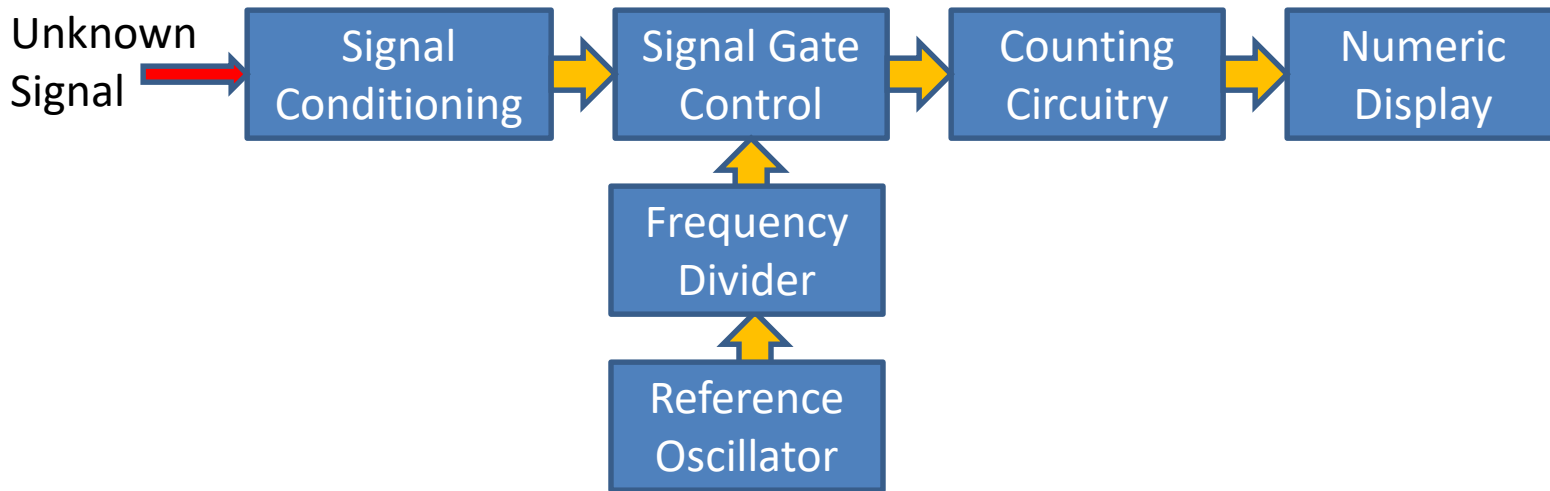 Unknown
Signal
Signal
Conditioning
Signal Gate
Control
Counting
Circuitry
Numeric
Display
Frequency
Divider
Reference
Oscillator